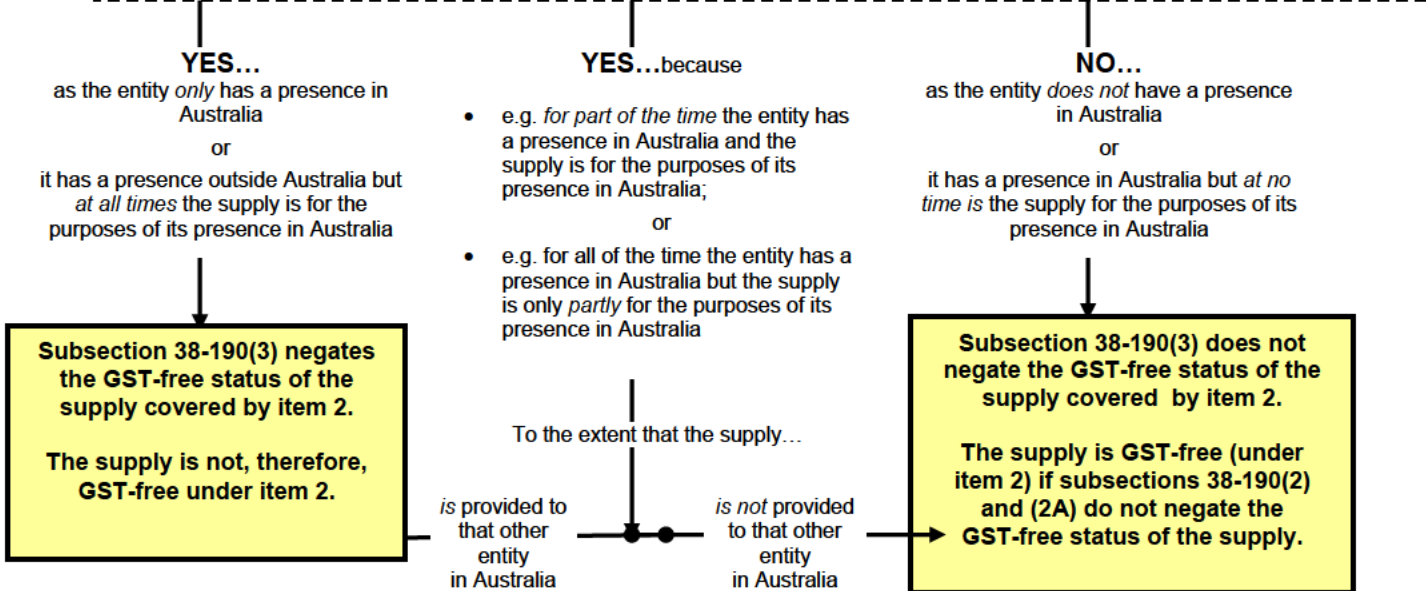 YES...
as the entity only has a presence in
Australia
or
it has a presence outside Australia but
at all times the supply is for the
purposes of its presence in Australia
Subsection 38-190(3) negates
the GST-free status of the
supply covered by item 2.
The supply is not, therefore,
GST-free under item 2.
YES...because
• e.g. for part of the time the entity has
a presence in Australia and the
supply is for the purposes of its
presence in Australia;
or
• e.g. for all of the time the entity has a
presence in Australia but the supply
is only partly for the purposes of its
presence in Australia
To the extent that the supply...
is provided to
that other
entity
in Australia
is not provided
to that other
entity
in Australia
NO...
as the entity does not have a presence
in Australia
or
it has a presence in Australia but at no
time is the supply for the purposes of its
presence in Australia
Subsection 38-190(3) does not
negate the GST-free status of the
supply covered by item 2.
The supply is GST-free (under
item 2) if subsections 38-190(2)
and (2A) do not negate the
GST-free status of the supply.